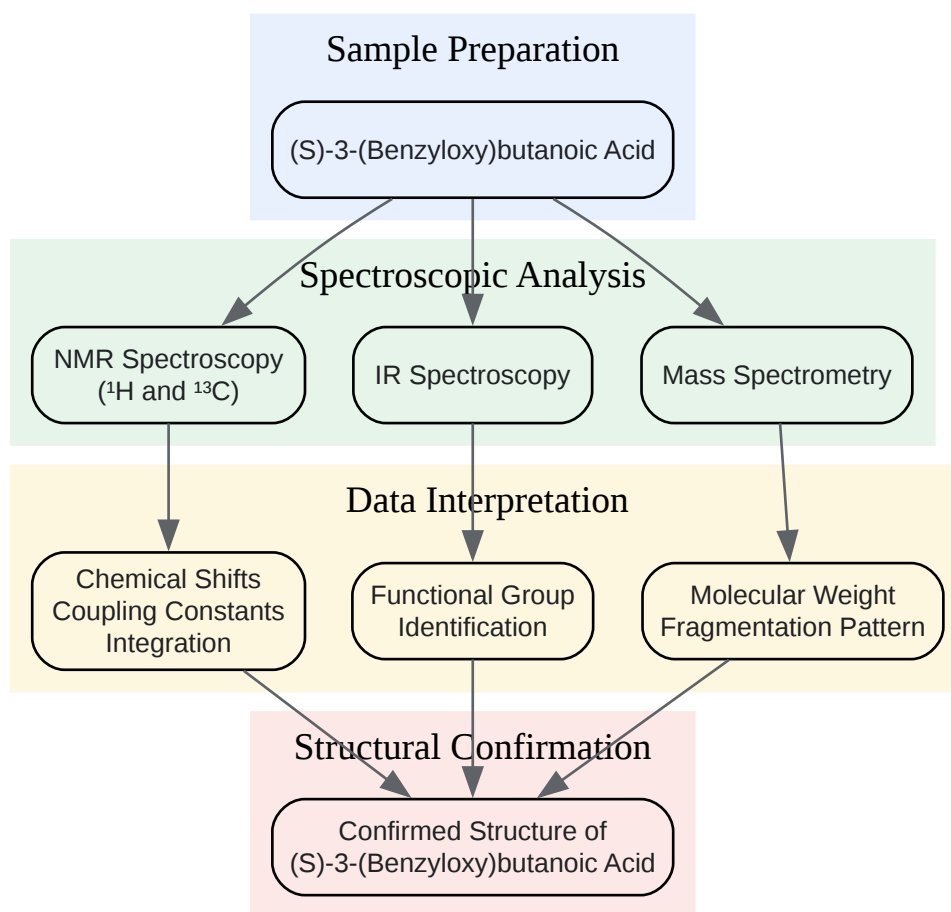 Sample Preparation
(S)-3-(Benzyloxy)butanoic Acid
Spectroscopic Analysis
NMR Spectroscopy
(¹H and ¹³C)
IR Spectroscopy
Mass Spectrometry
Data Interpretation
Chemical Shifts
Coupling Constants
Integration
Functional Group
Identification
Molecular Weight
Fragmentation Pattern
Structural Confirmation
Confirmed Structure of
(S)-3-(Benzyloxy)butanoic Acid